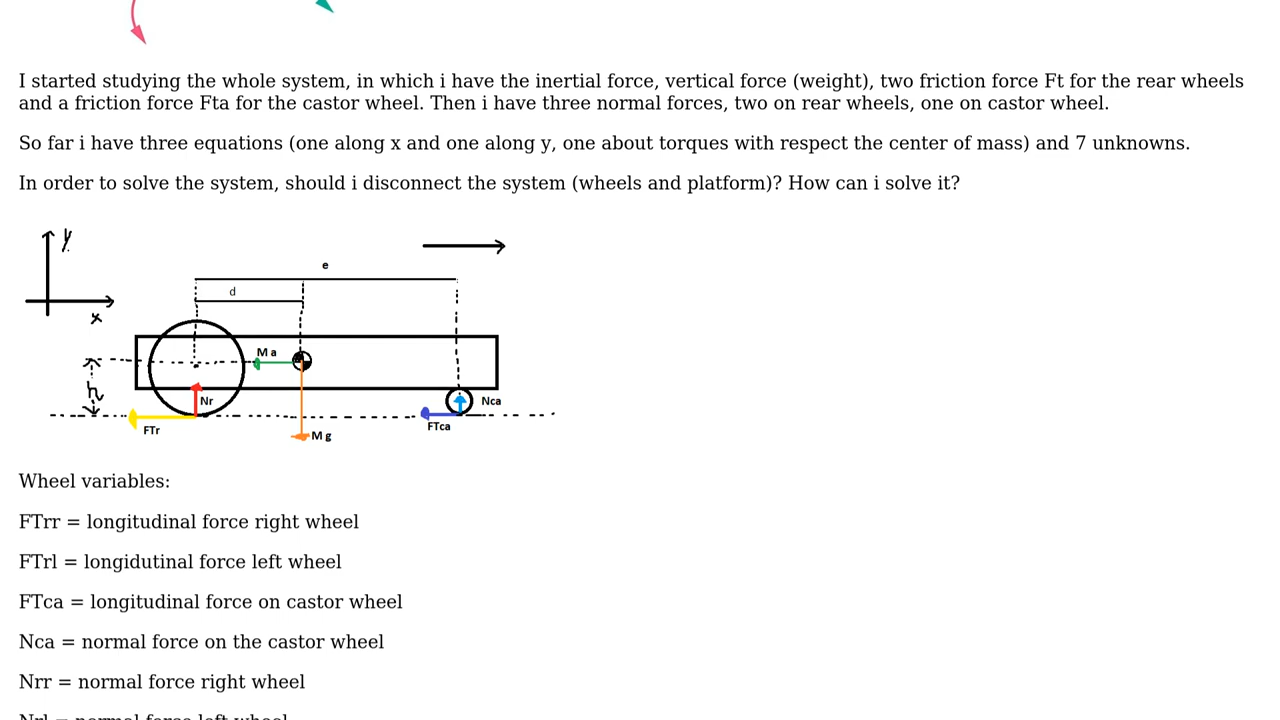 I started studying the whole system, in which i have the inertial force, vertical force (weight), two friction force Ft for the rear wheels
and a friction force Fta for the castor wheel. Then i have three normal forces, two on rear wheels, one on castor wheel.
So far i have three equations (one along x and one along y, one about torques with respect the center of mass) and 7 unknowns.
In order to solve the system, should i disconnect the system (wheels and platform)? How can i solve it?
y
e
d
x
M a
h
Nr
Nca
FTr
FTca
M g
Wheel variables:
FTrr = longitudinal force right wheel
FTrl = longidutinal force left wheel
FTca = longitudinal force on castor wheel
Nca = normal force on the castor wheel
Nrr = normal force right wheel
Nrl = normal force left wheel